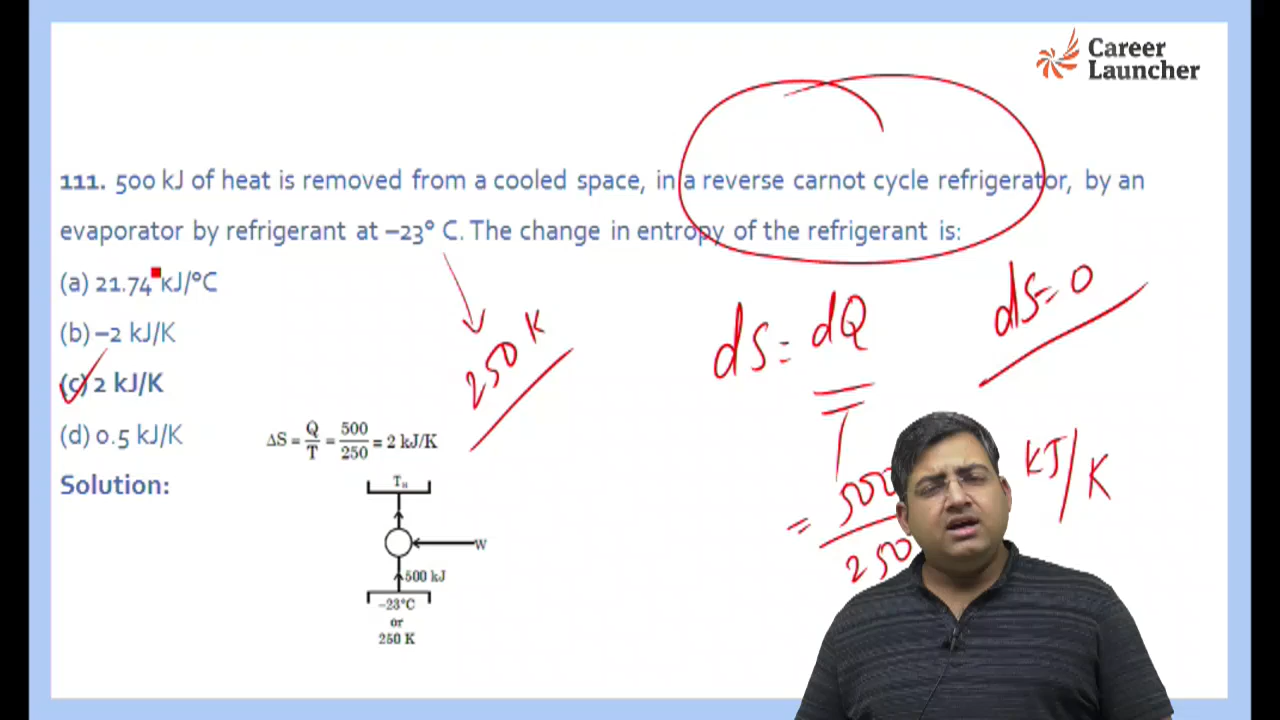 Career
Launcher
111. 500 kJ of heat is removed from a cooled space, in a reverse carnot cycle refrigerator, by an
evaporator by refrigerant at –23° C. The change in entropy of the refrigerant is:
(a) 21.74 kJ/°C
(b) –2 kJ/K
(c) 2 kJ/K
(d) 0.5 kJ/K
ΔS = Q/T = 500/250 = 2 kJ/K
Solution:
T_H
W
500 kJ
–23°C
or
250 K
250 K
dS = dQ/T
= 500/250 kJ/K
dS = 0